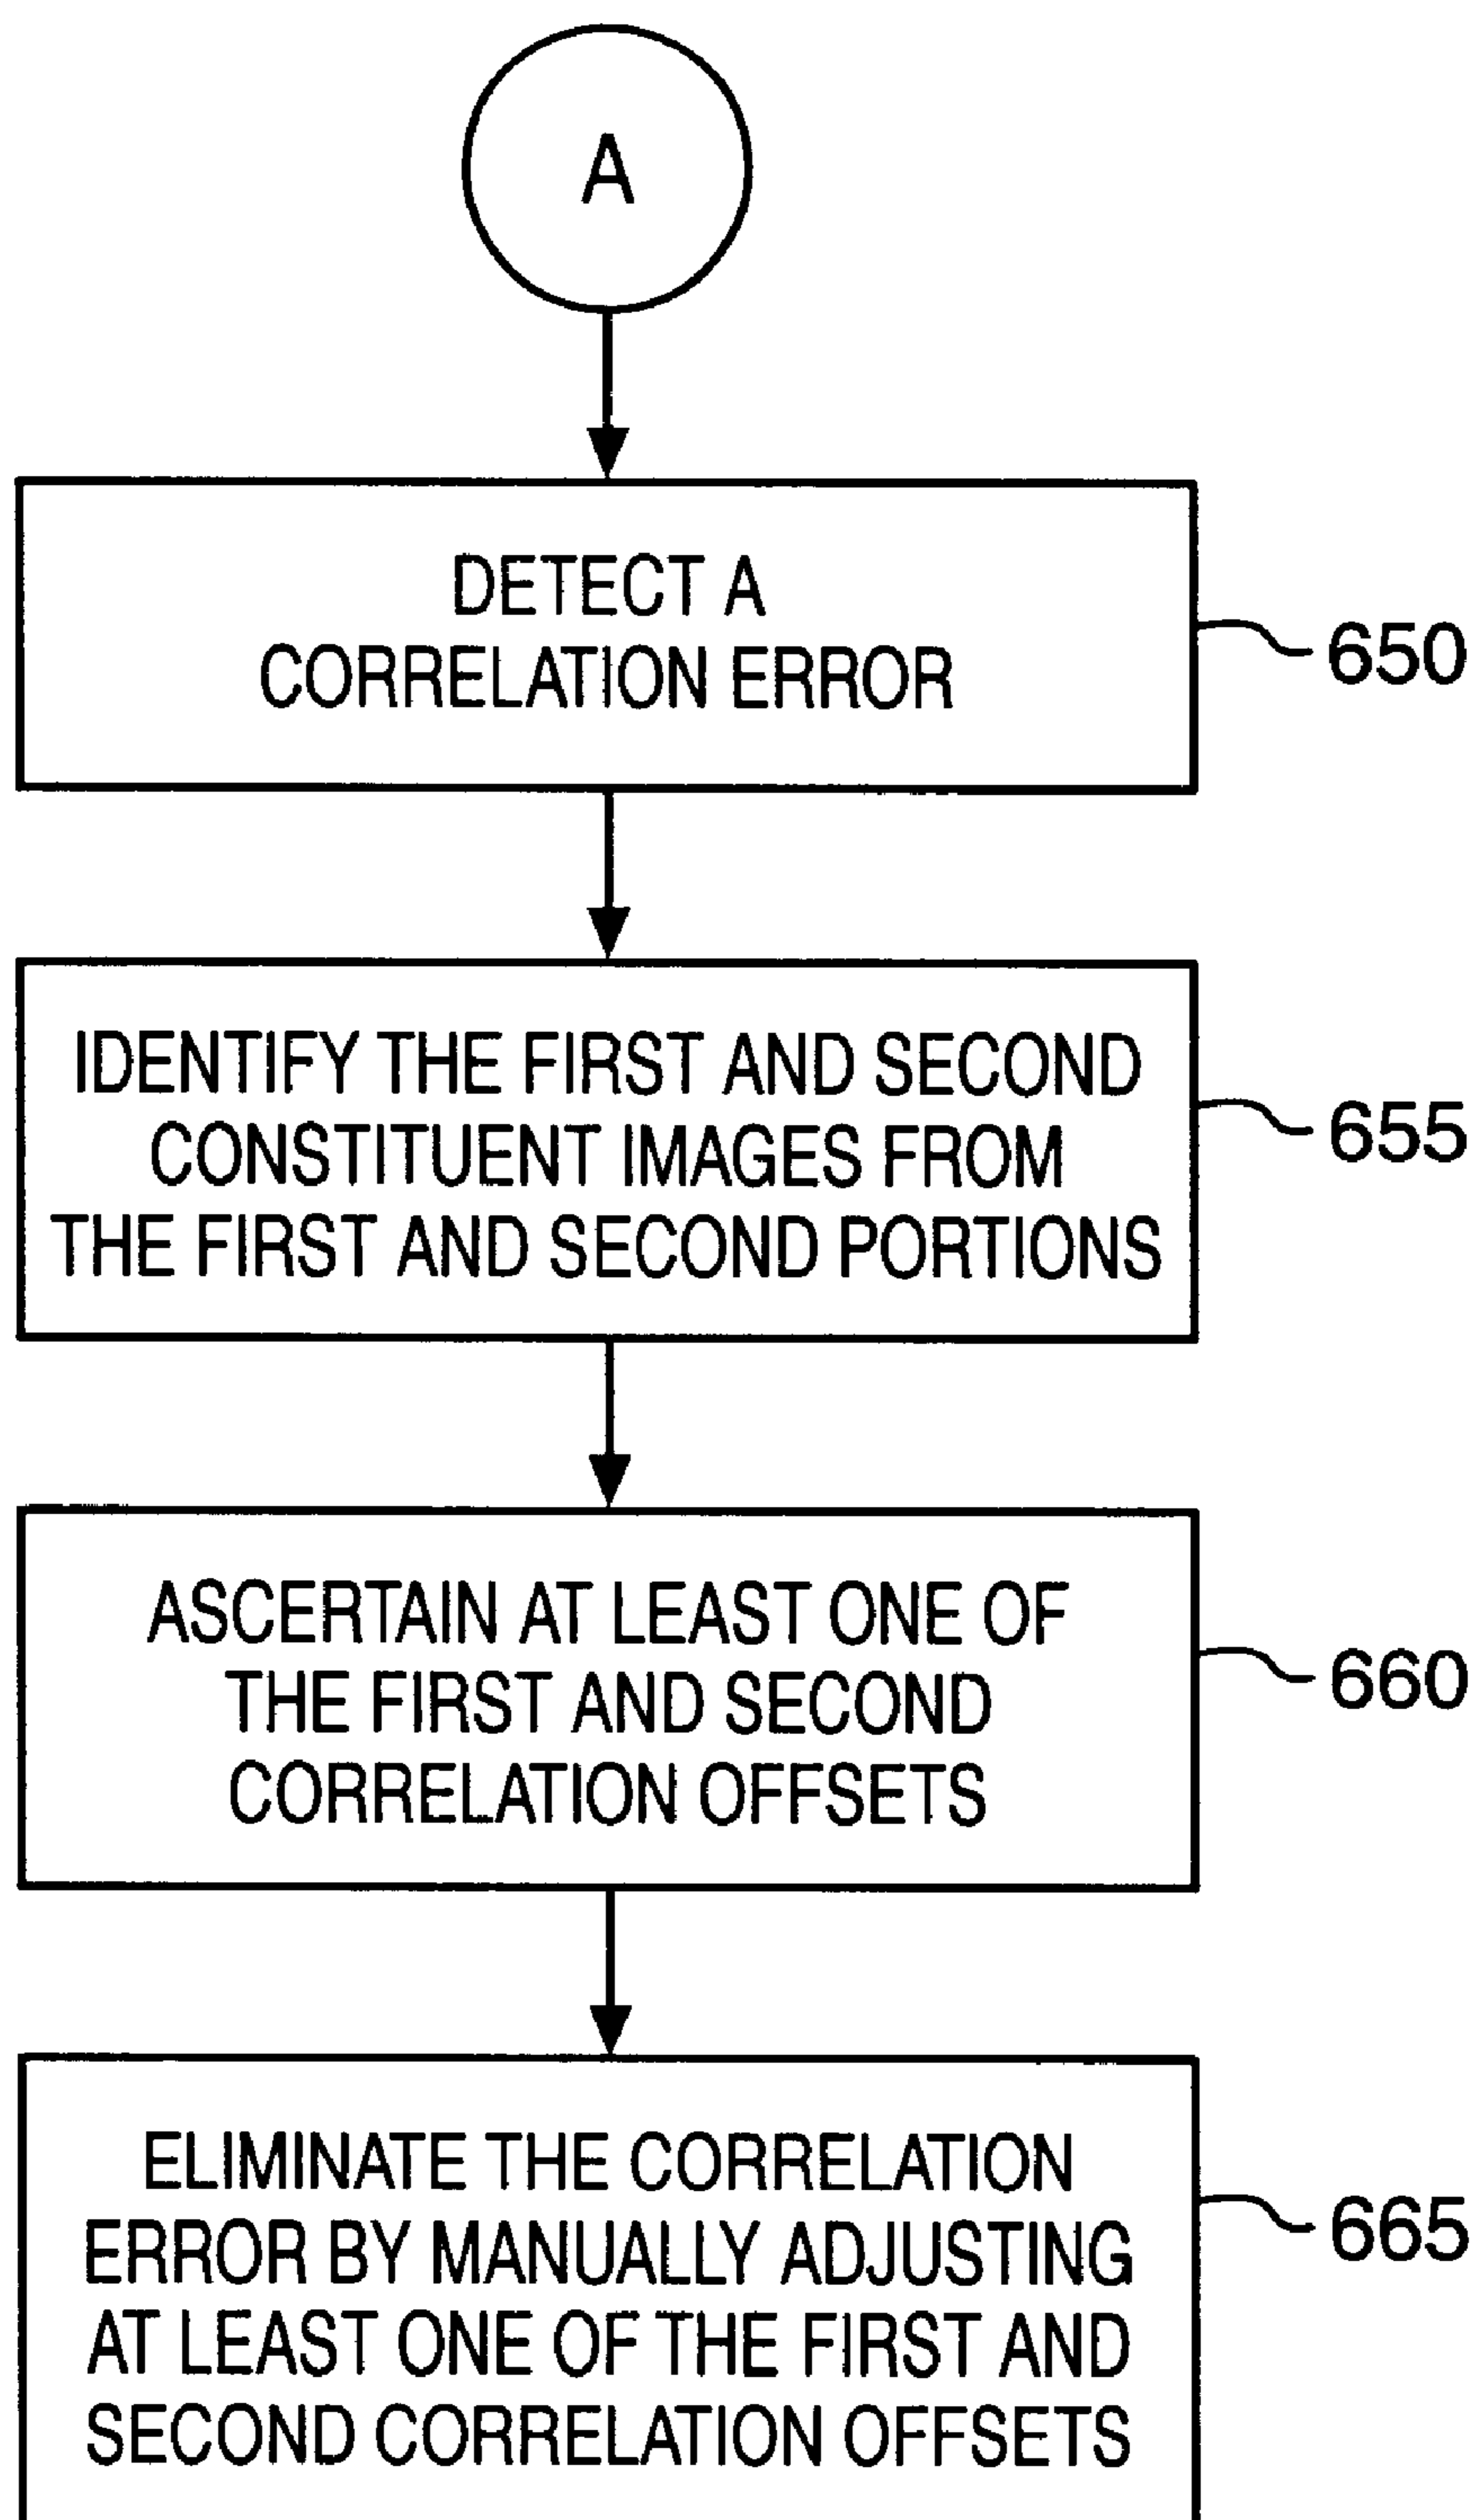 A
DETECT A
CORRELATION ERROR
650
IDENTIFY THE FIRST AND SECOND
CONSTITUENT IMAGES FROM
THE FIRST AND SECOND PORTIONS
655
ASCERTAIN AT LEAST ONE OF
THE FIRST AND SECOND
CORRELATION OFFSETS
660
ELIMINATE THE CORRELATION
ERROR BY MANUALLY ADJUSTING
AT LEAST ONE OF THE FIRST AND
SECOND CORRELATION OFFSETS
665